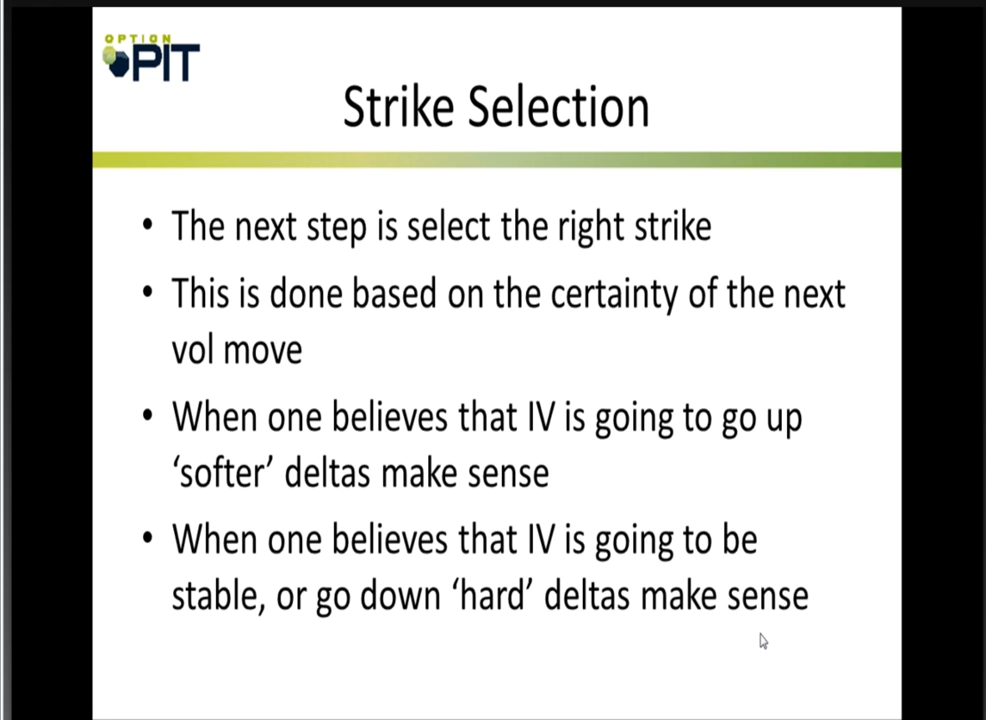 OPTION
PIT
Strike Selection
• The next step is select the right strike
• This is done based on the certainty of the next
vol move
• When one believes that IV is going to go up
‘softer’ deltas make sense
• When one believes that IV is going to be
stable, or go down ‘hard’ deltas make sense